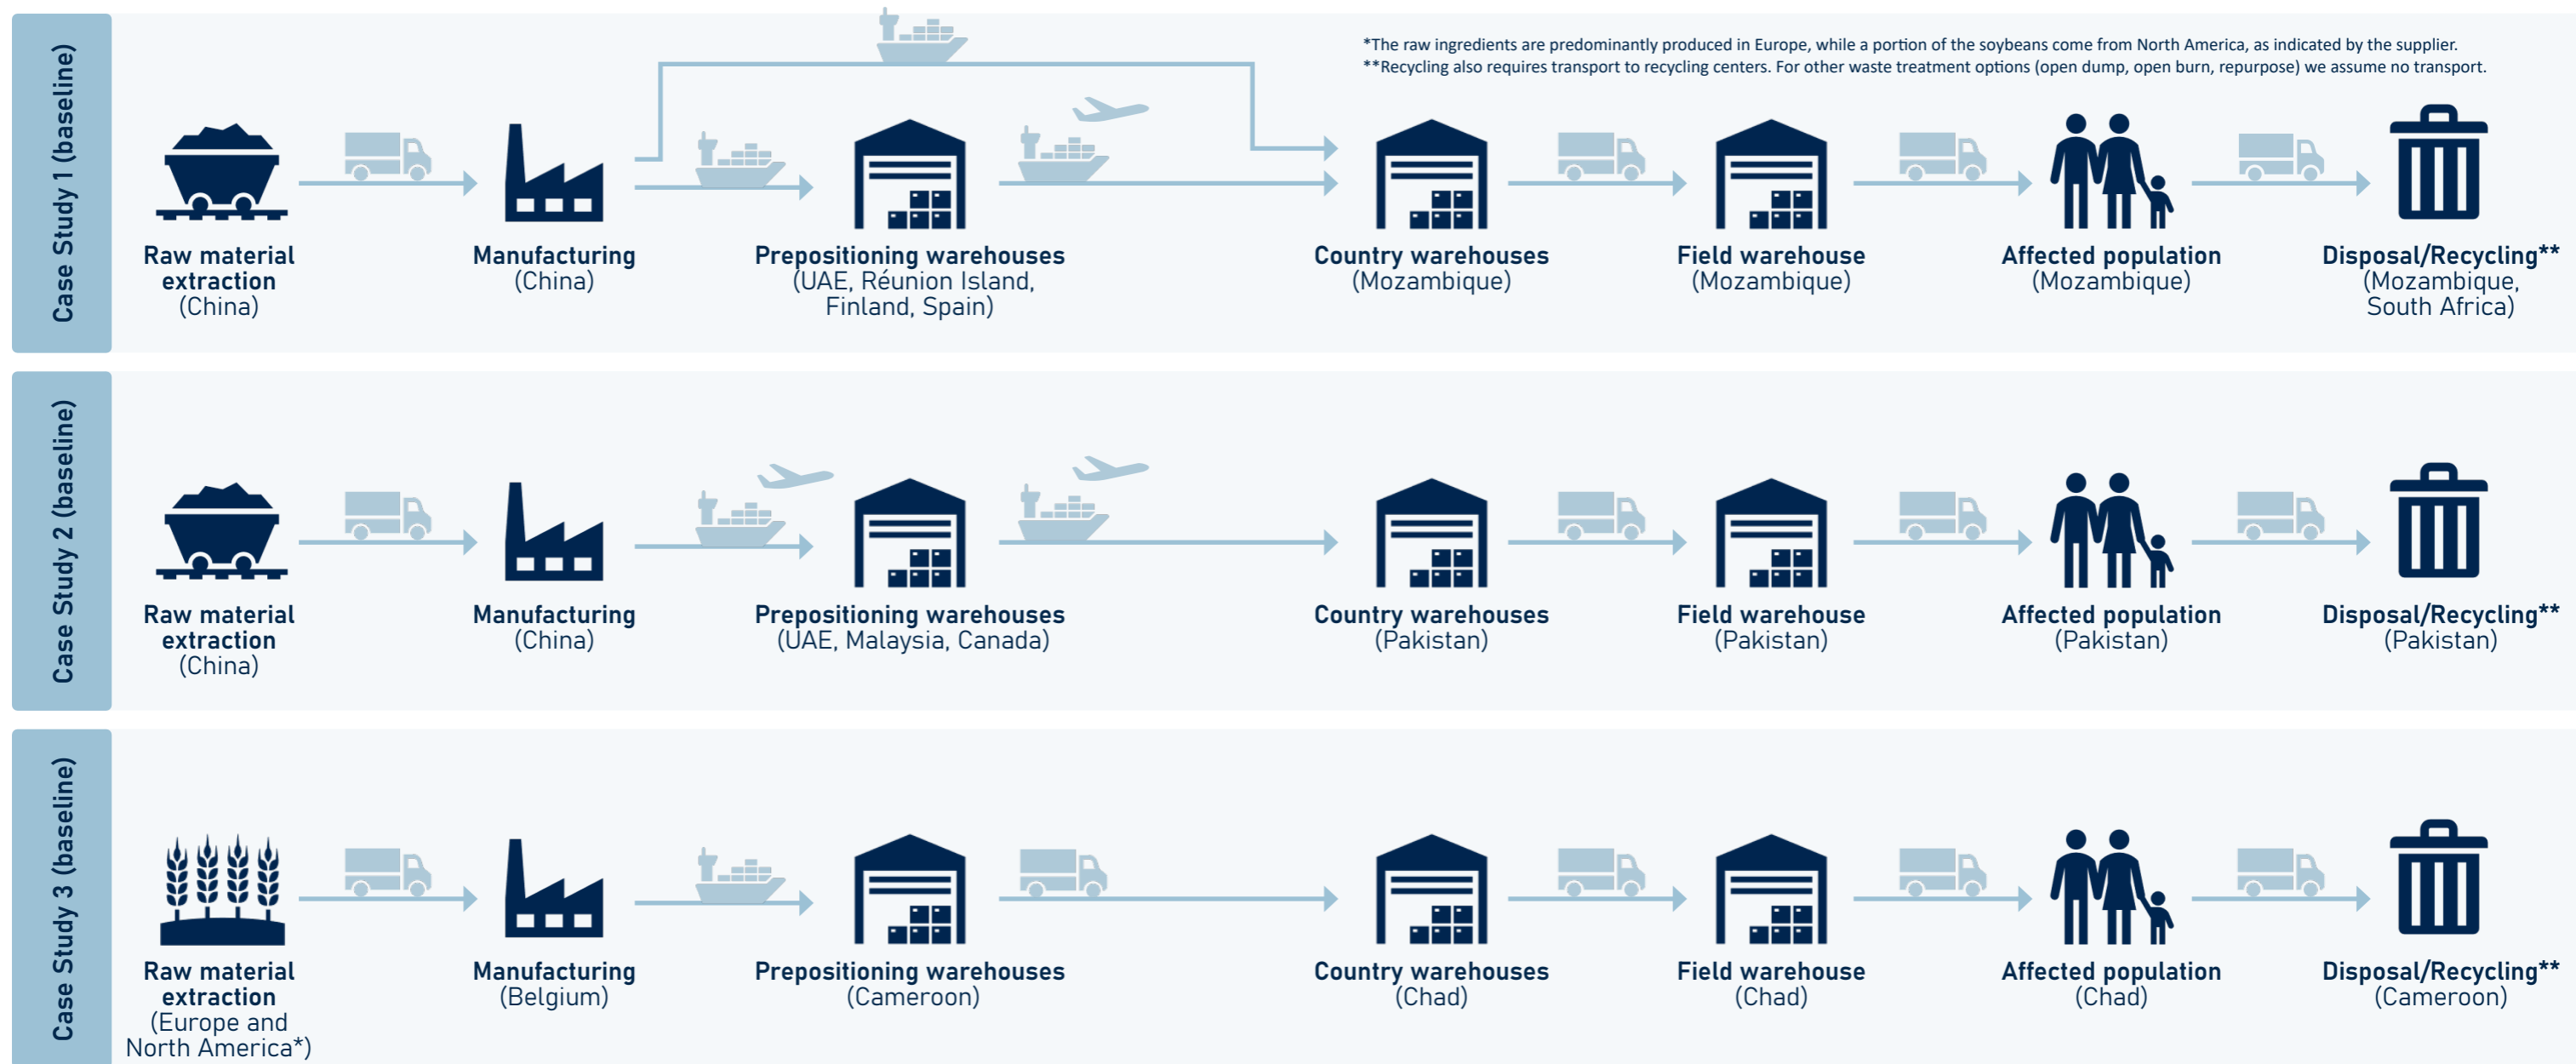 Case Study 1 (baseline)
*The raw ingredients are predominantly produced in Europe, while a portion of the soybeans come from North America, as indicated by the supplier.
**Recycling also requires transport to recycling centers. For other waste treatment options (open dump, open burn, repurpose) we assume no transport.
Raw material
extraction
(China)
Manufacturing
(China)
Prepositioning warehouses
(UAE, Réunion Island,
Finland, Spain)
Country warehouses
(Mozambique)
Field warehouse
(Mozambique)
Affected population
(Mozambique)
Disposal/Recycling**
(Mozambique,
South Africa)
Case Study 2 (baseline)
Raw material
extraction
(China)
Manufacturing
(China)
Prepositioning warehouses
(UAE, Malaysia, Canada)
Country warehouses
(Pakistan)
Field warehouse
(Pakistan)
Affected population
(Pakistan)
Disposal/Recycling**
(Pakistan)
Case Study 3 (baseline)
Raw material
extraction
(Europe and
North America*)
Manufacturing
(Belgium)
Prepositioning warehouses
(Cameroon)
Country warehouses
(Chad)
Field warehouse
(Chad)
Affected population
(Chad)
Disposal/Recycling**
(Cameroon)